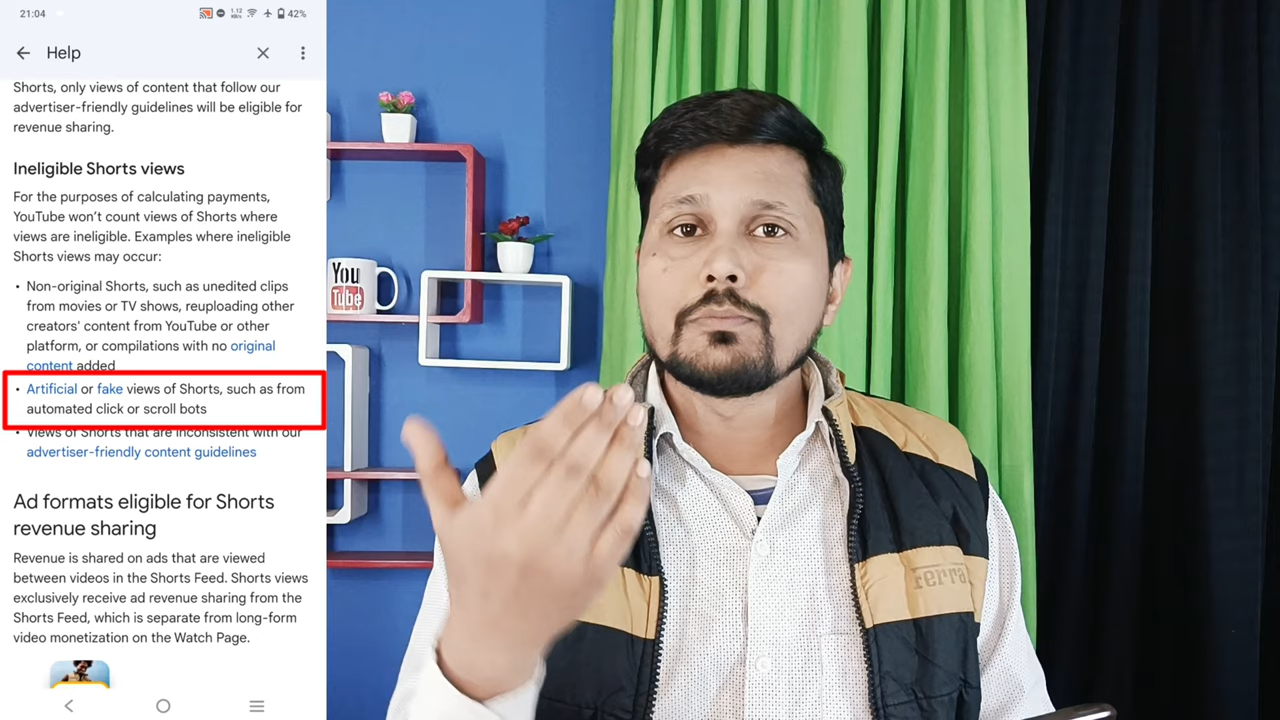 21:04
1.12
KB/s
42%
Help
Shorts, only views of content that follow our
advertiser-friendly guidelines will be eligible for
revenue sharing.
Ineligible Shorts views
For the purposes of calculating payments,
YouTube won't count views of Shorts where
views are ineligible. Examples where ineligible
Shorts views may occur:
• Non-original Shorts, such as unedited clips
from movies or TV shows, reuploading other
creators' content from YouTube or other
platform, or compilations with no original
content added
• Artificial or fake views of Shorts, such as from
automated click or scroll bots
• Views of Shorts that are inconsistent with our
advertiser-friendly content guidelines
Ad formats eligible for Shorts
revenue sharing
Revenue is shared on ads that are viewed
between videos in the Shorts Feed. Shorts views
exclusively receive ad revenue sharing from the
Shorts Feed, which is separate from long-form
video monetization on the Watch Page.
You
Tube